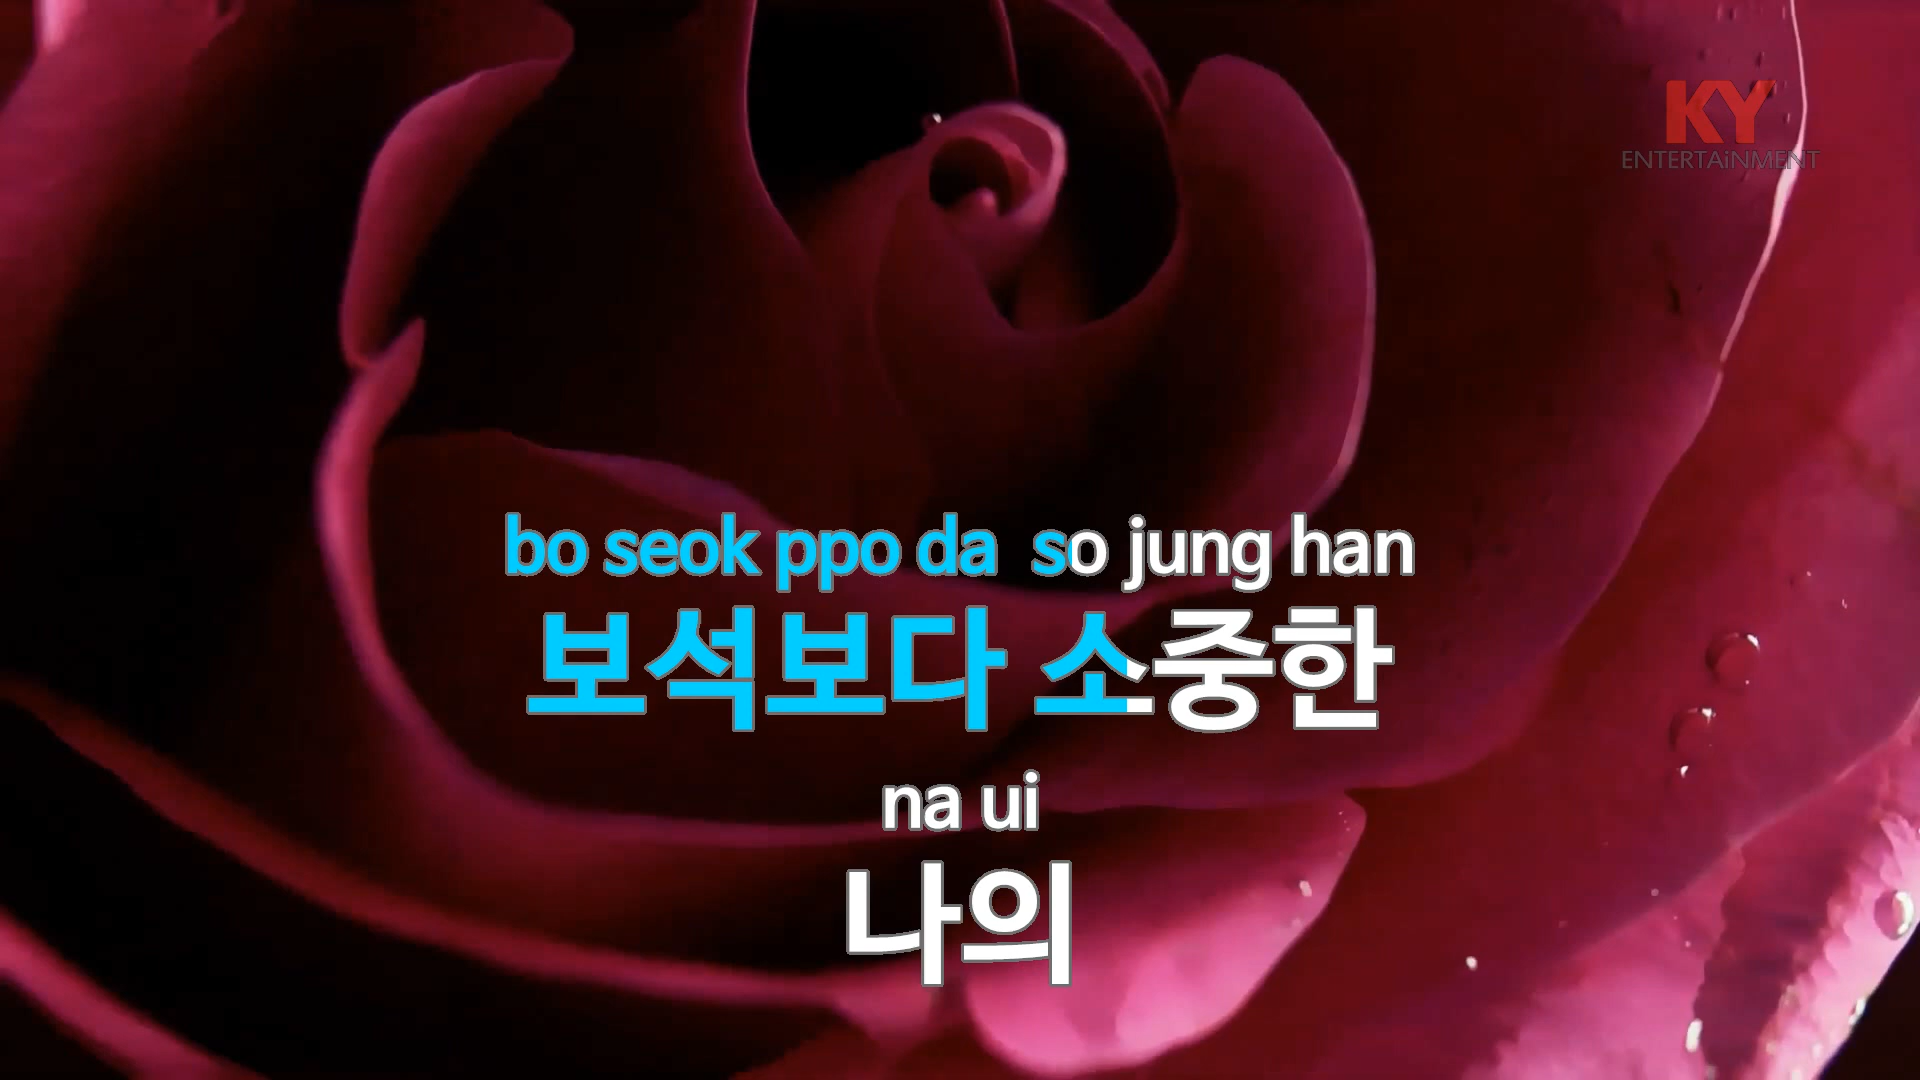 KY
ENTERTAiNMENT
bo seok ppo da so jung han
보석보다 소중한
na ui
나의